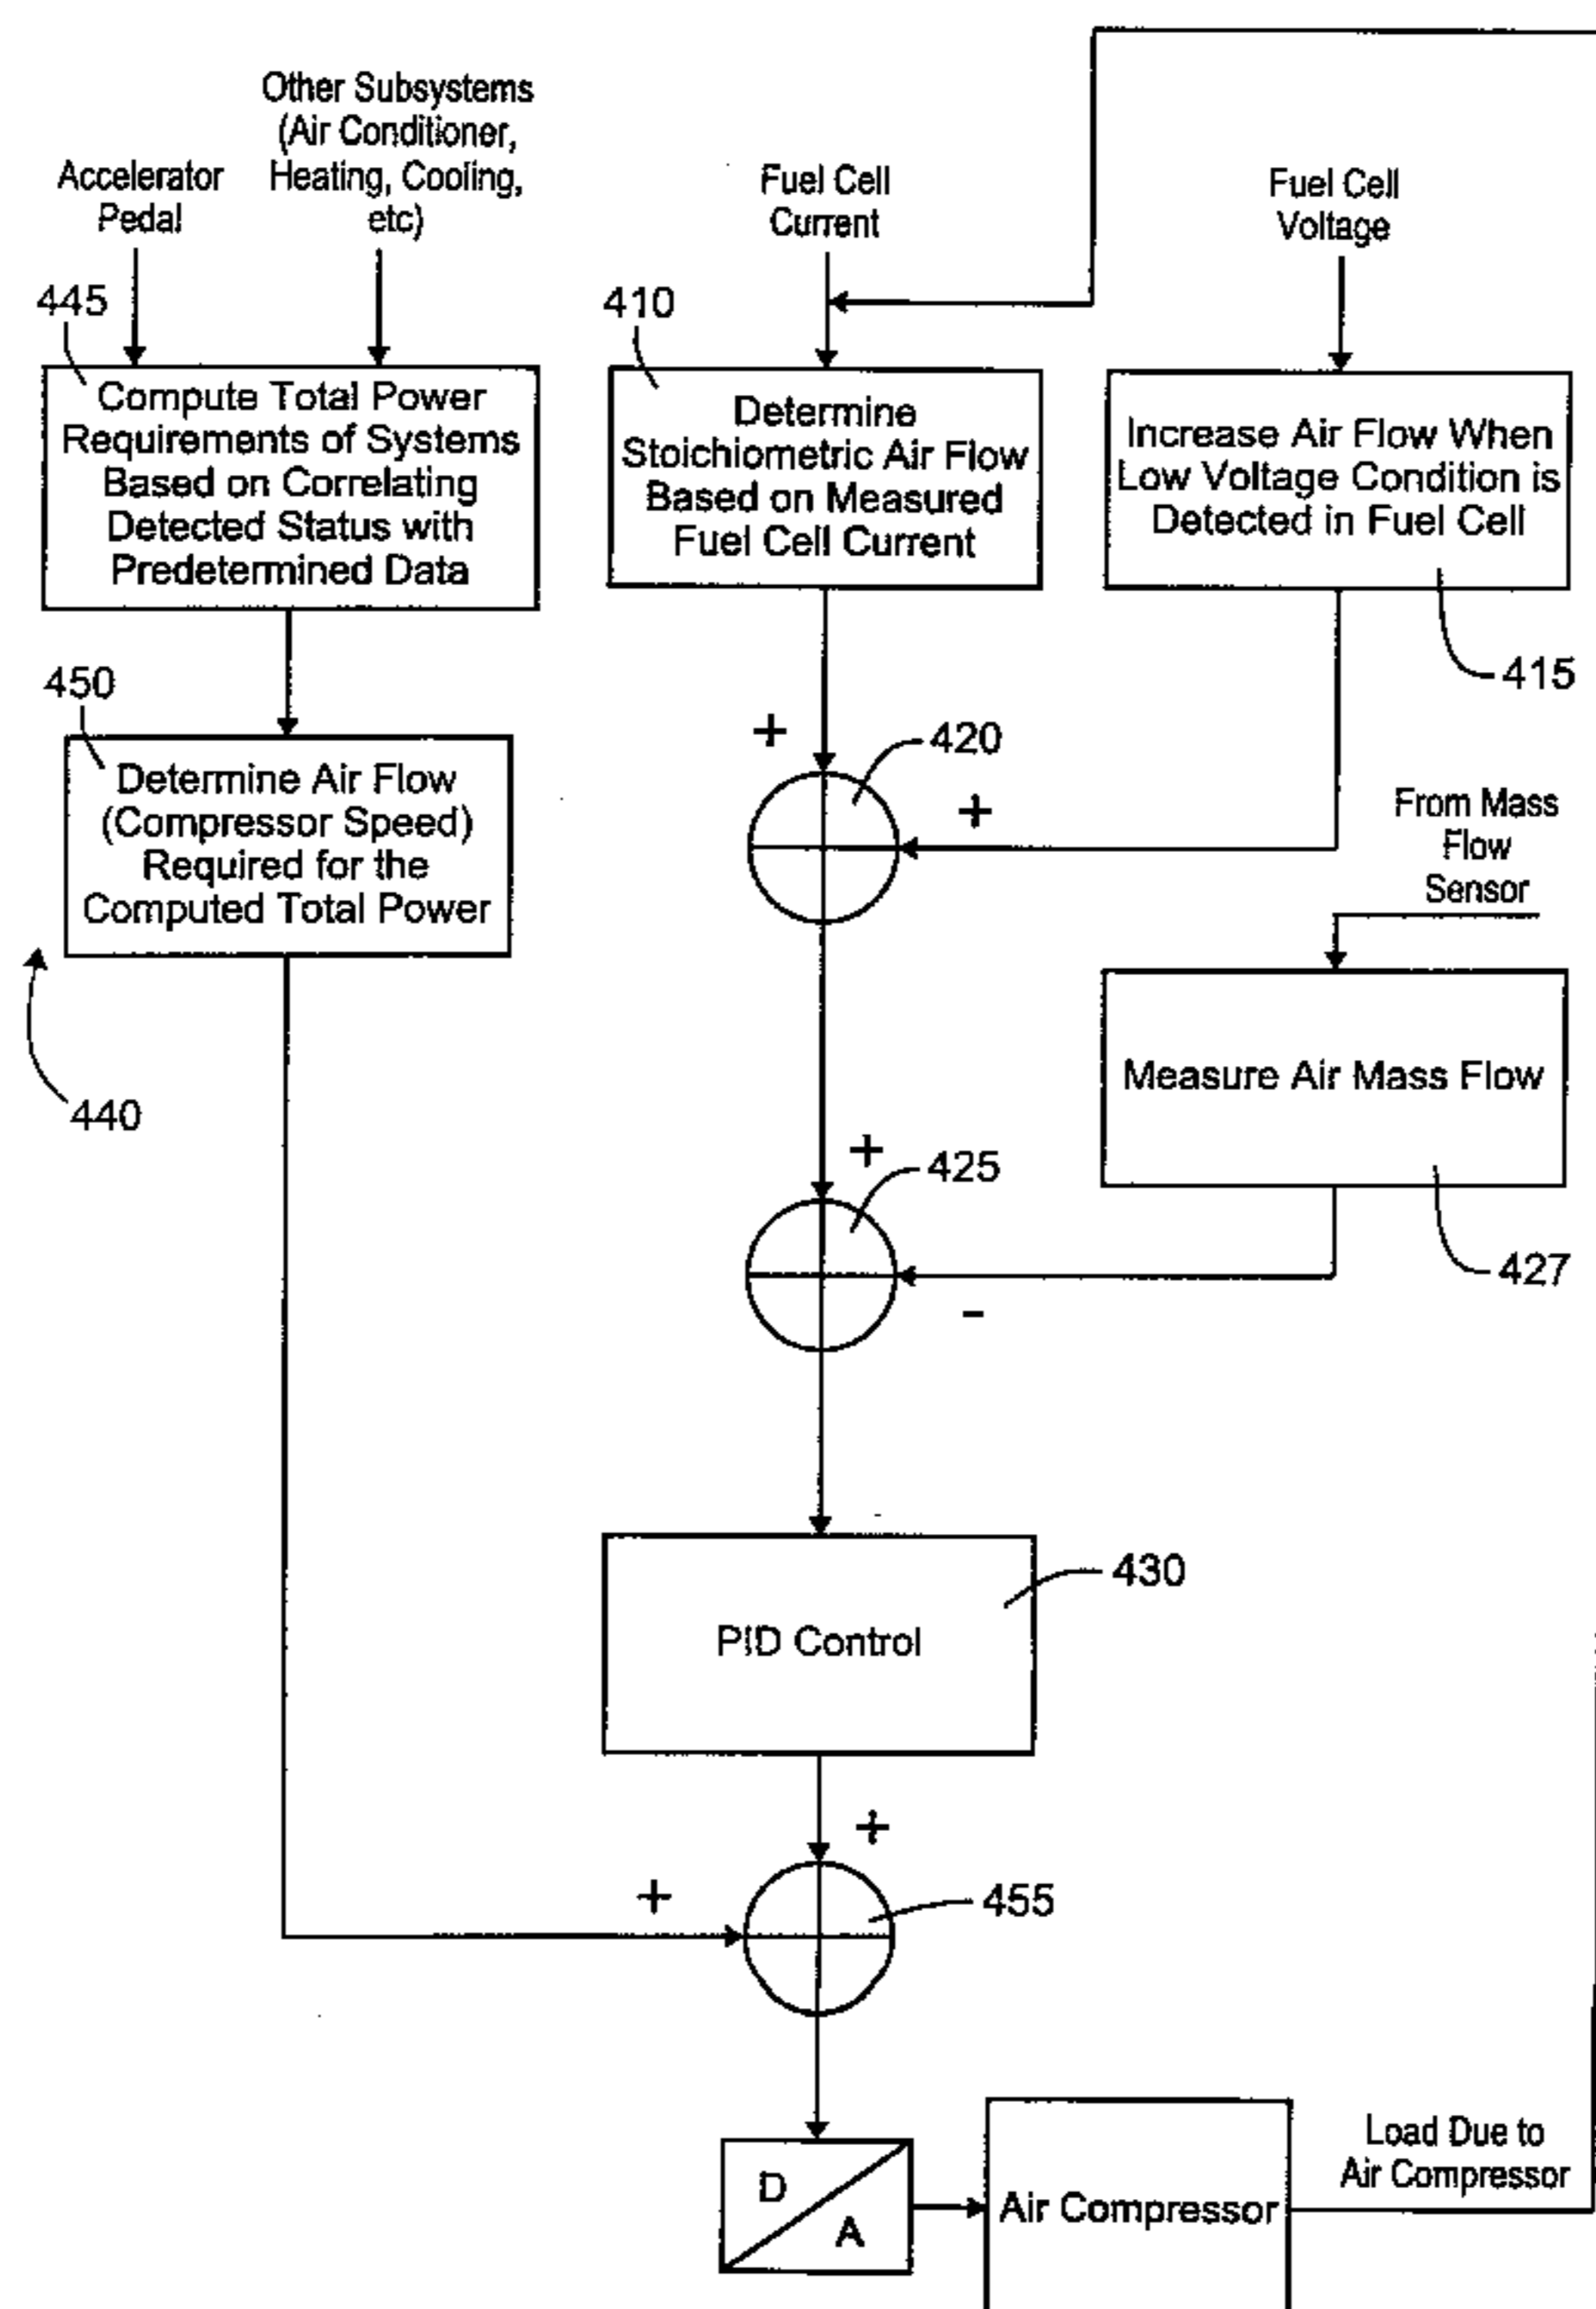 Other Subsystems
(Air Conditioner,
Heating, Cooling,
etc)
Accelerator
Pedal
Fuel Cell
Current
Fuel Cell
Voltage
445
Compute Total Power
Requirements of Systems
Based on Correlating
Detected Status with
Predetermined Data
410
Determine
Stoichiometric Air Flow
Based on Measured
Fuel Cell Current
Increase Air Flow When
Low Voltage Condition is
Detected in Fuel Cell
415
450
Determine Air Flow
(Compressor Speed)
Required for the
Computed Total Power
440
+
420
+
From Mass
Flow
Sensor
Measure Air Mass Flow
427
+
425
-
PID Control
430
+
+
455
D
A
Air Compressor
Load Due to
Air Compressor